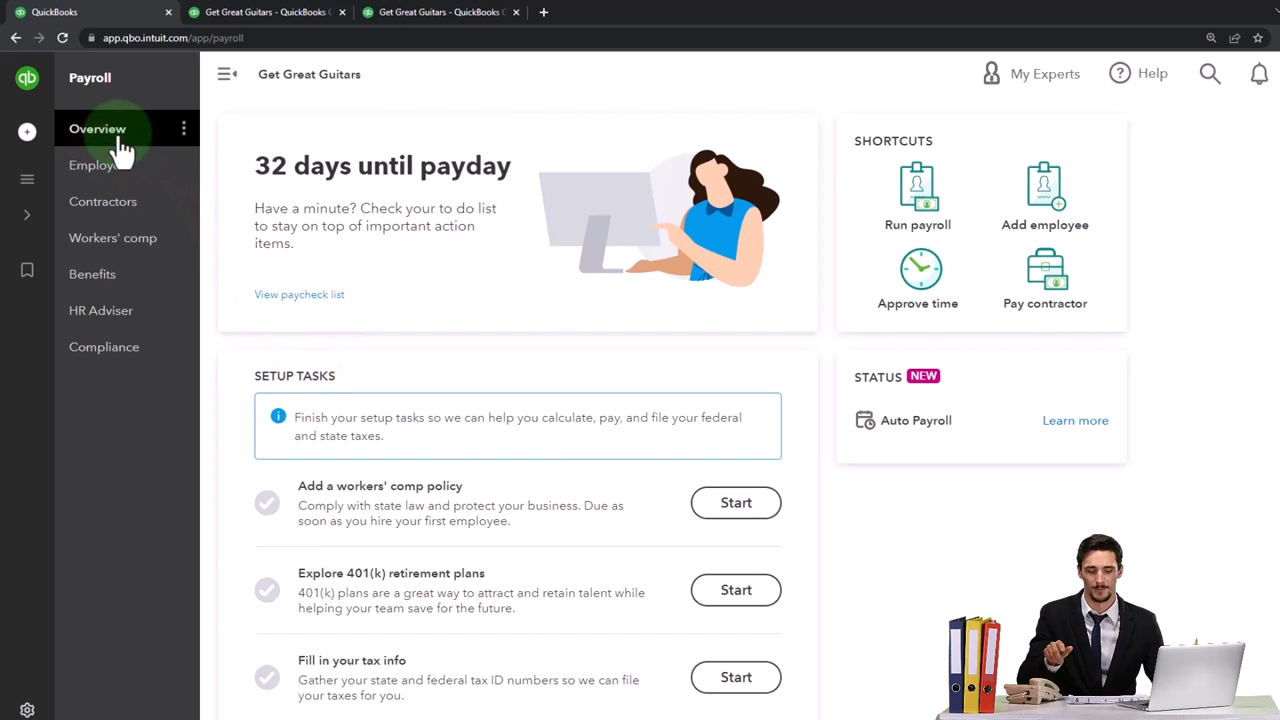 QuickBooks
Get Great Guitars - QuickBooks
Get Great Guitars - QuickBooks
app.qbo.intuit.com/app/payroll
qb
Payroll
Get Great Guitars
My Experts
Help
Overview
Employ
Contractors
Workers' comp
Benefits
HR Adviser
Compliance
32 days until payday
Have a minute? Check your to do list
to stay on top of important action
items.
View paycheck list
SHORTCUTS
Run payroll
Add employee
Approve time
Pay contractor
SETUP TASKS
Finish your setup tasks so we can help you calculate, pay, and file your federal
and state taxes.
STATUS NEW
Auto Payroll
Learn more
Add a workers' comp policy
Comply with state law and protect your business. Due as
soon as you hire your first employee.
Start
Explore 401(k) retirement plans
401(k) plans are a great way to attract and retain talent while
helping your team save for the future.
Start
Fill in your tax info
Gather your state and federal tax ID numbers so we can file
your taxes for you.
Start